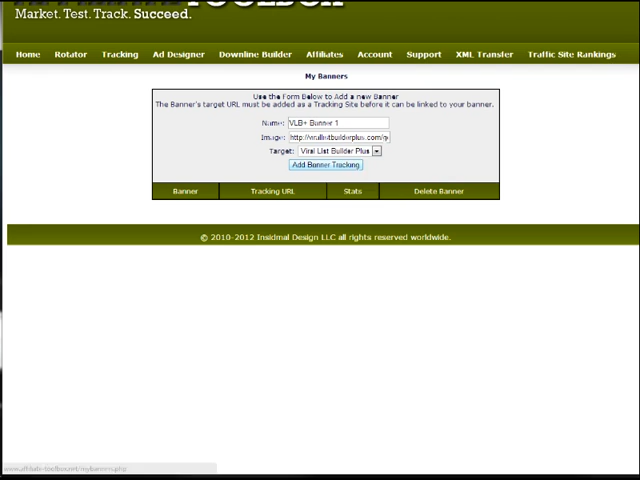 TOOLBOX
Market. Test. Track. Succeed.
Home Rotator Tracking Ad Designer Downline Builder Affiliates Account Support XML Transfer Traffic Site Rankings
My Banners
Use the Form Below to Add a new Banner
The Banner's target URL must be added as a Tracking Site before it can be linked to your banner.
Name: VLB+ Banner 1
Image: http://virallistbuilderplus.com/
Target: Viral List Builder Plus
Add Banner Tracking
Banner Tracking URL Stats Delete Banner
© 2010-2012 Insidmal Design LLC all rights reserved worldwide.
www.affiliate-toolbox.net/mybanners.php